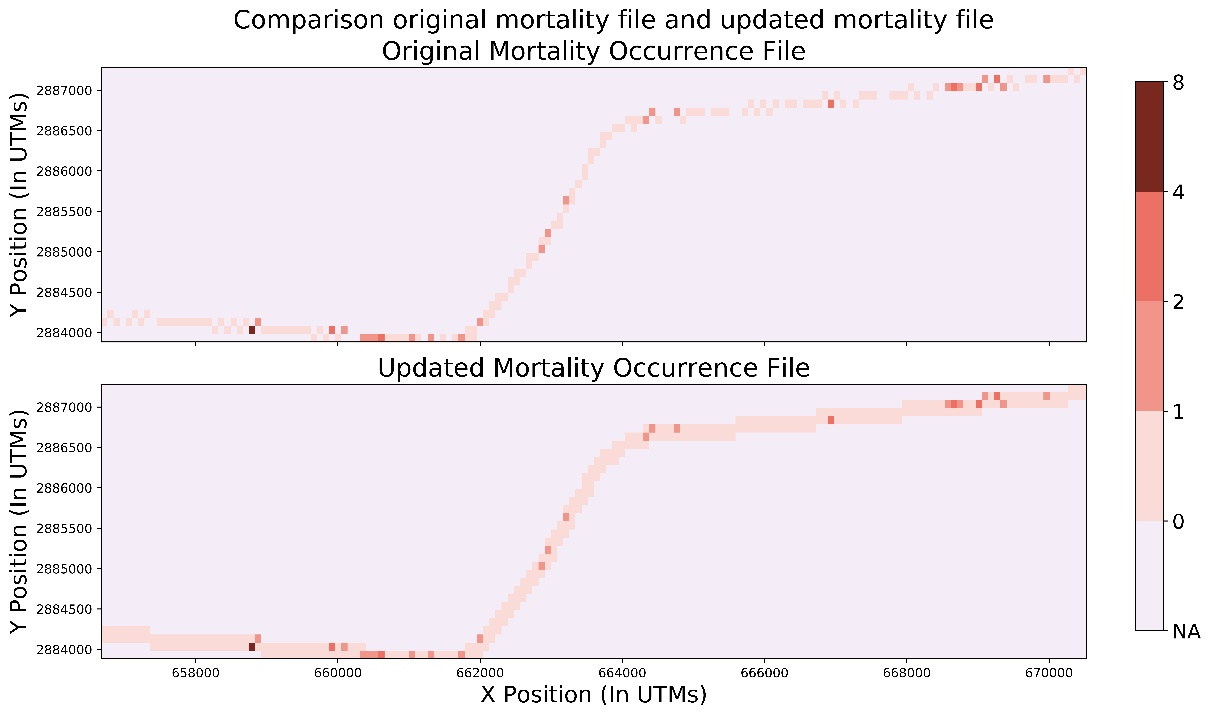 Comparison original mortality file and updated mortality file
Original Mortality Occurrence File
Y Position (In UTMs)
2887000
2886500
2886000
2885500
2885000
2884500
2884000
Updated Mortality Occurrence File
Y Position (In UTMs)
2887000
2886500
2886000
2885500
2885000
2884500
2884000
658000 660000 662000 664000 666000 668000 670000
X Position (In UTMs)
8
4
2
1
0
NA